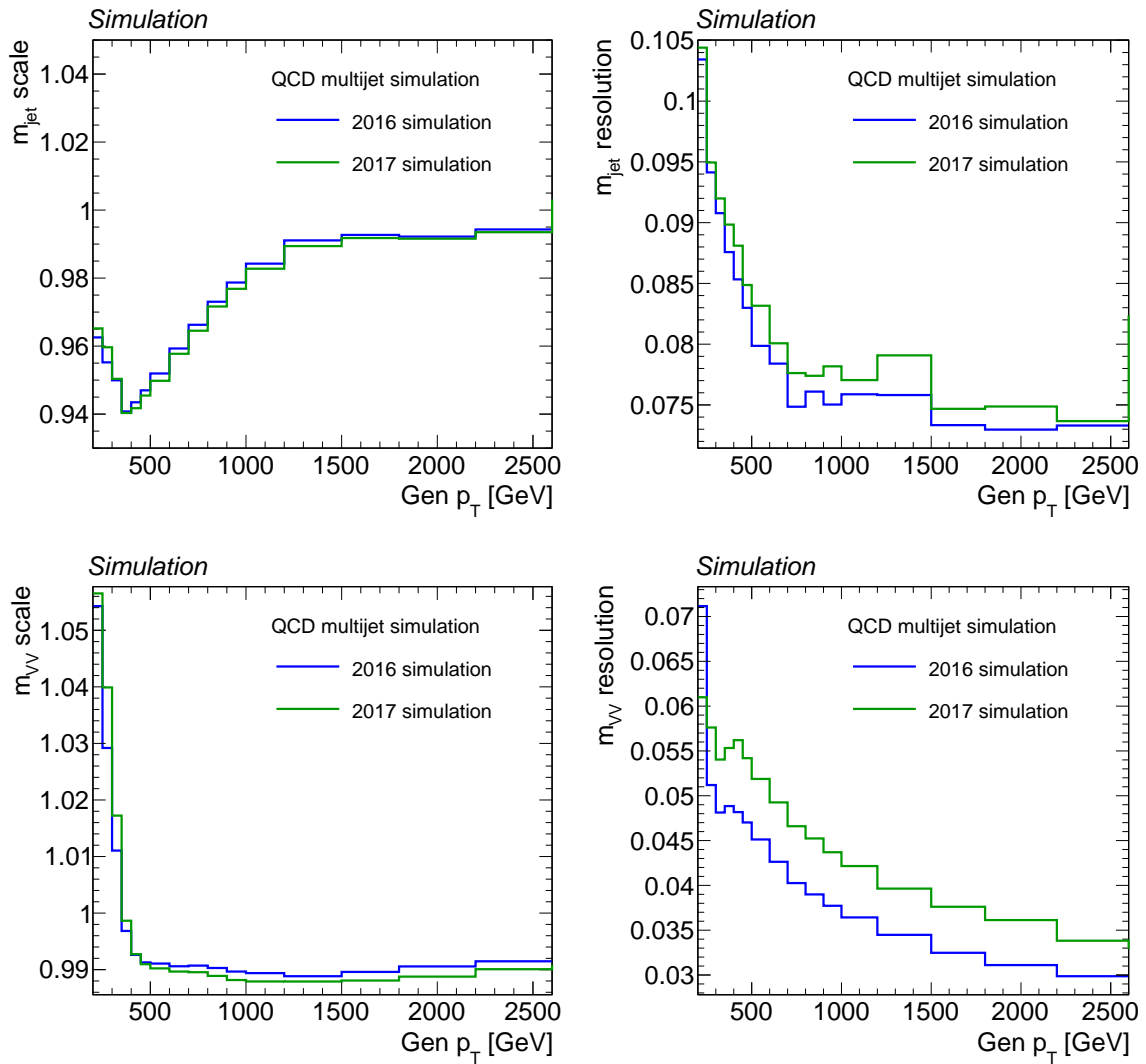 Simulation
m_jet scale
QCD multijet simulation
2016 simulation
2017 simulation
1.04
1.02
1
0.98
0.96
0.94
500 1000 1500 2000 2500
Gen p_T [GeV]
Simulation
m_jet resolution
QCD multijet simulation
2016 simulation
2017 simulation
0.105
0.1
0.095
0.09
0.085
0.08
0.075
500 1000 1500 2000 2500
Gen p_T [GeV]
Simulation
m_VV scale
QCD multijet simulation
2016 simulation
2017 simulation
1.05
1.04
1.03
1.02
1.01
1
0.99
500 1000 1500 2000 2500
Gen p_T [GeV]
Simulation
m_VV resolution
QCD multijet simulation
2016 simulation
2017 simulation
0.07
0.065
0.06
0.055
0.05
0.045
0.04
0.035
0.03
500 1000 1500 2000 2500
Gen p_T [GeV]